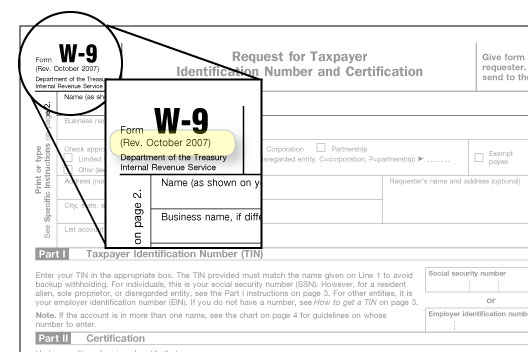 Form W-9
(Rev. October 2007)
Department of the Treasury
Internal Revenue Service
Request for Taxpayer
Identification Number and Certification
Give form
requester.
send to the
Form W-9
(Rev. October 2007)
Department of the Treasury
Internal Revenue Service
Name (as shown on y
Business name, if diffe
on page 2.
Print or type
See Specific Instructions
Name (as sh
Business nam
Check appro
Corporation Partnership
Limited
regarded entity, C=corporation, P=partnership)
Exempt
payee
Other (se
Address (num
Requester's name and address (optional)
City, state, a
List account
Part I Taxpayer Identification Number (TIN)
Enter your TIN in the appropriate box. The TIN provided must match the name given on Line 1 to avoid
backup withholding. For individuals, this is your social security number (SSN). However, for a resident
alien, sole proprietor, or disregarded entity, see the Part I instructions on page 3. For other entities, it is
your employer identification number (EIN). If you do not have a number, see How to get a TIN on page 3.
Note. If the account is in more than one name, see the chart on page 4 for guidelines on whose
number to enter.
Social security number
or
Employer identification numb
Part II Certification